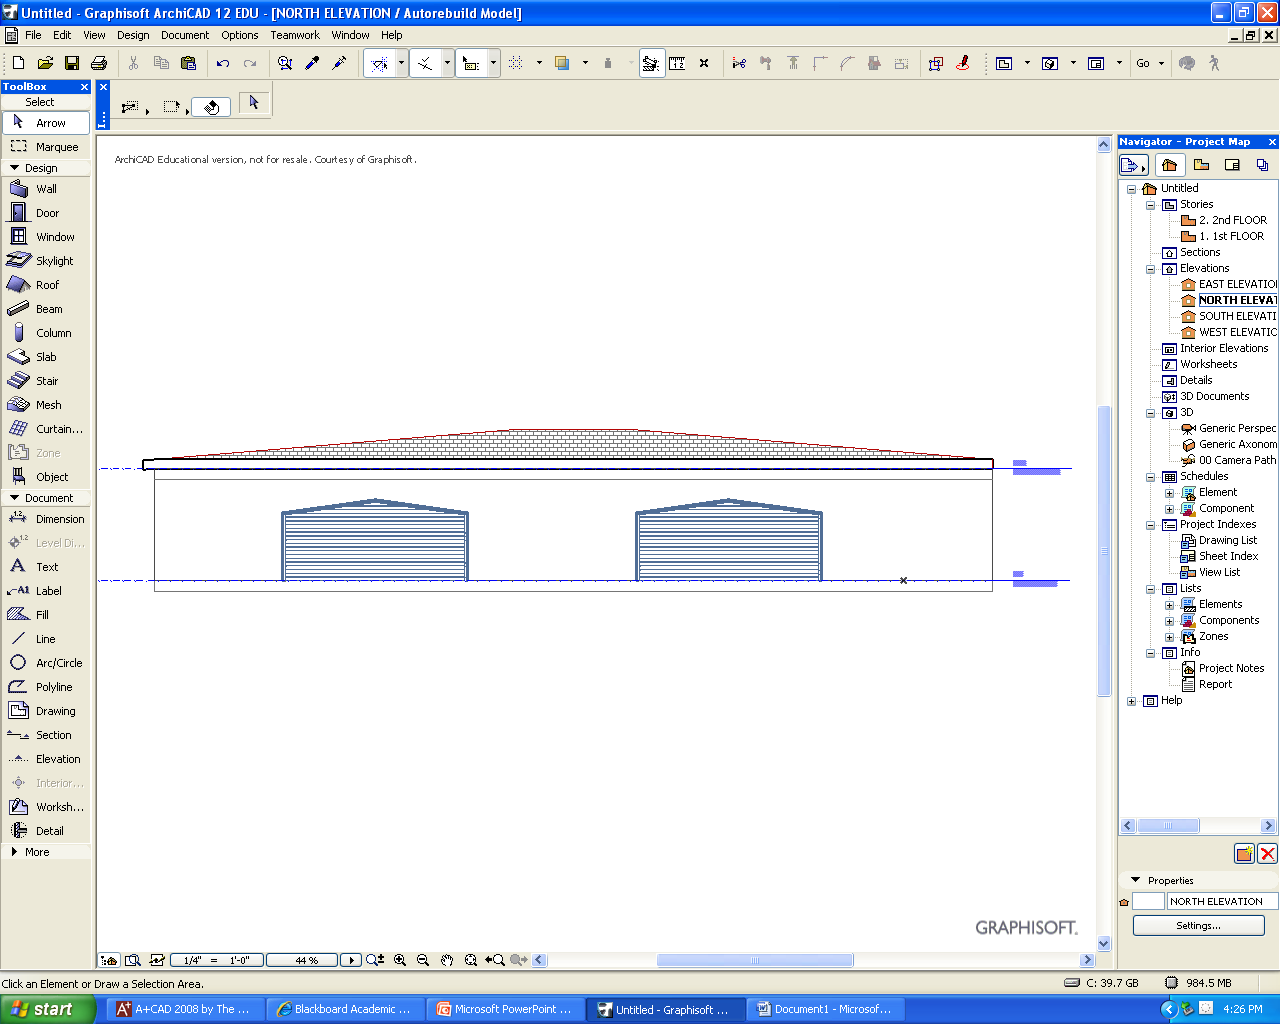 Untitled - Graphisoft ArchiCAD 12 EDU - [NORTH ELEVATION / Autorebuild Model]
File Edit View Design Document Options Teamwork Window Help
Go
ToolBox
Select
Arrow
Marquee
Design
Wall
Door
Window
Skylight
Roof
Beam
Column
Slab
Stair
Mesh
Curtain...
Zone
Object
Document
Dimension
Level Di...
Text
Label
Fill
Line
Arc/Circle
Polyline
Drawing
Section
Elevation
Interior...
Worksh...
Detail
More
ArchiCAD Educational version, not for resale. Courtesy of Graphisoft.
GRAPHISOFT.
1/4" = 1'-0"
44 %
Navigator - Project Map
Untitled
Stories
2. 2nd FLOOR
1. 1st FLOOR
Sections
Elevations
EAST ELEVATIO
NORTH ELEVAT
SOUTH ELEVATI
WEST ELEVATIC
Interior Elevations
Worksheets
Details
3D Documents
3D
Generic Perspec
Generic Axonom
00 Camera Path
Schedules
Element
Component
Project Indexes
Drawing List
Sheet Index
View List
Lists
Elements
Components
Zones
Info
Project Notes
Report
Help
Properties
NORTH ELEVATION
Settings...
Click an Element or Draw a Selection Area.
C: 39.7 GB
984.5 MB
start
A+CAD 2008 by The ...
Blackboard Academic ...
Microsoft PowerPoint ...
Untitled - Graphisoft ...
Document1 - Microsof...
4:26 PM